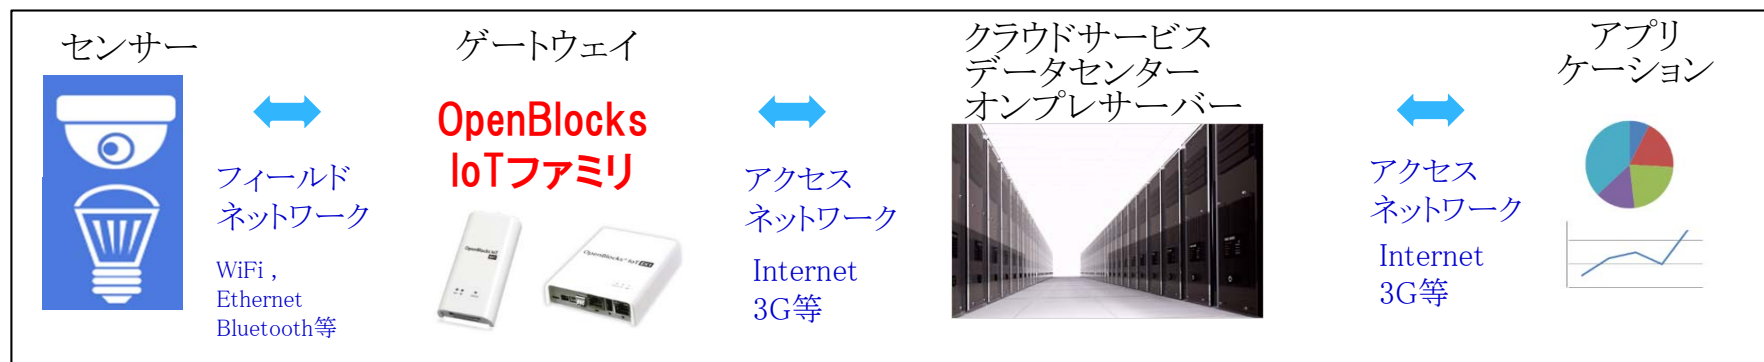 センサー
ゲートウェイ
クラウドサービス
データセンター
オンプレサーバー
アプリ
ケーション
OpenBlocks
IoTファミリ
フィールド
ネットワーク
WiFi ,
Ethernet
Bluetooth等
OpenBlocks IoT
OpenBlocks IoT EX1
アクセス
ネットワーク
Internet
3G等
アクセス
ネットワーク
Internet
3G等